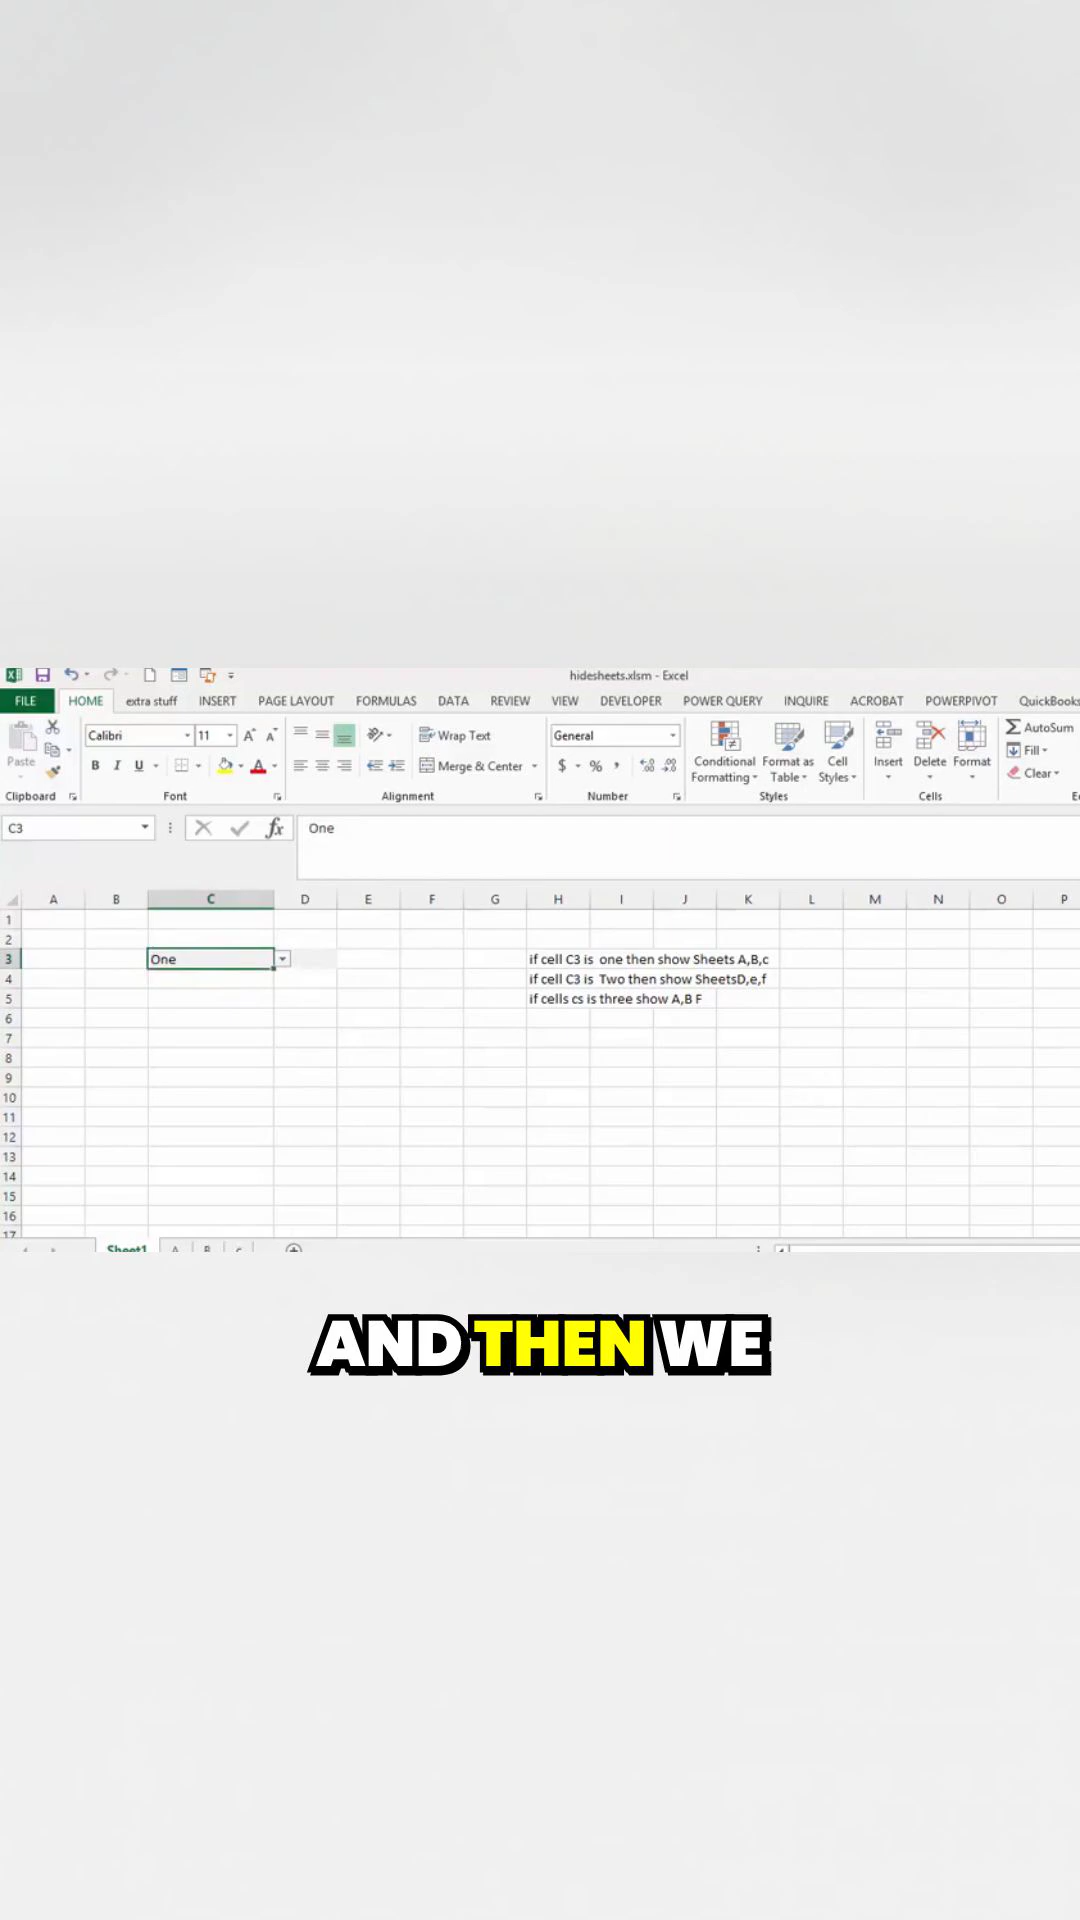 hidesheets.xlsm - Excel
FILE HOME extra stuff INSERT PAGE LAYOUT FORMULAS DATA REVIEW VIEW DEVELOPER POWER QUERY INQUIRE ACROBAT POWERPIVOT QuickBooks
Calibri 11 Wrap Text General AutoSum
Paste B I U A Merge & Center $ % , Conditional Formatting Format as Table Cell Styles Insert Delete Format Fill
Clear
Clipboard Font Alignment Number Styles Cells
C3 fx One
A B C D E F G H I J K L M N O P
1
2
3 One if cell C3 is one then show Sheets A,B,c
4 if cell C3 is Two then show SheetsD,e,f
5 if cells cs is three show A,B F
6
7
8
9
10
11
12
13
14
15
16
17
Sheet1 A B c
AND THEN WE